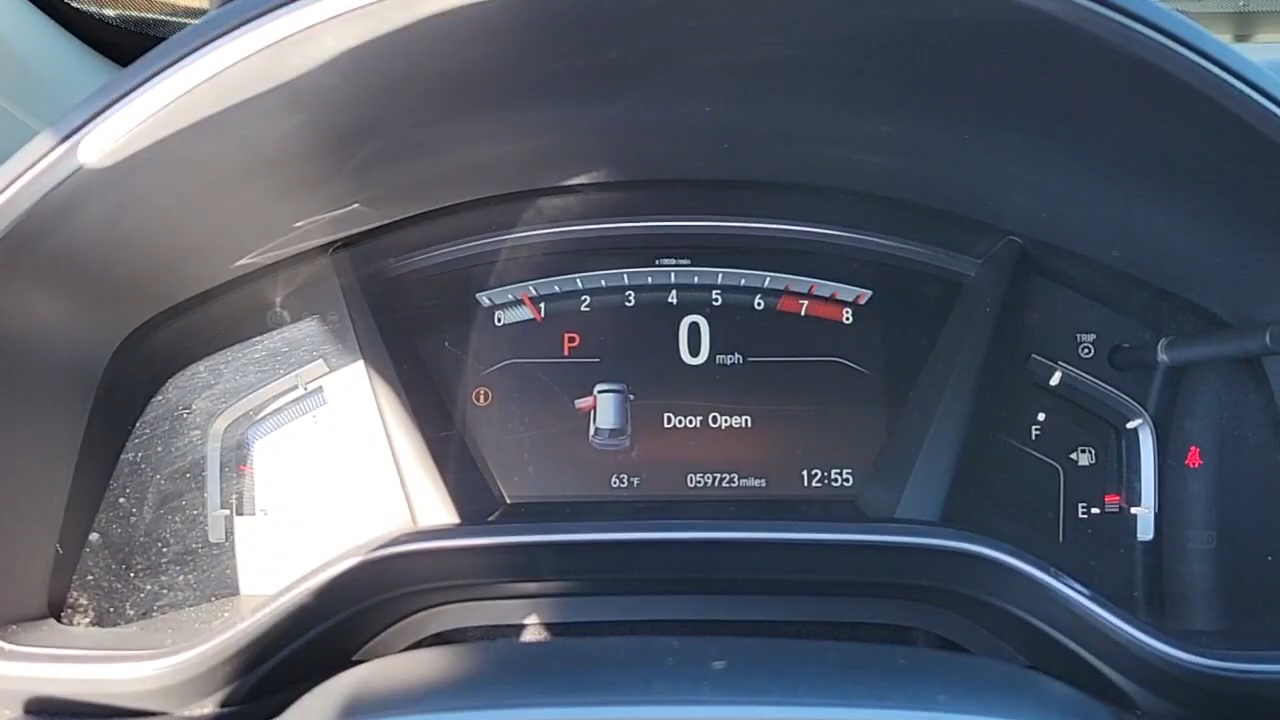 x1000r/min
0 1 2 3 4 5 6 7 8
P 0 mph
TRIP
Door Open
F
E
63°F 059723miles 12:55